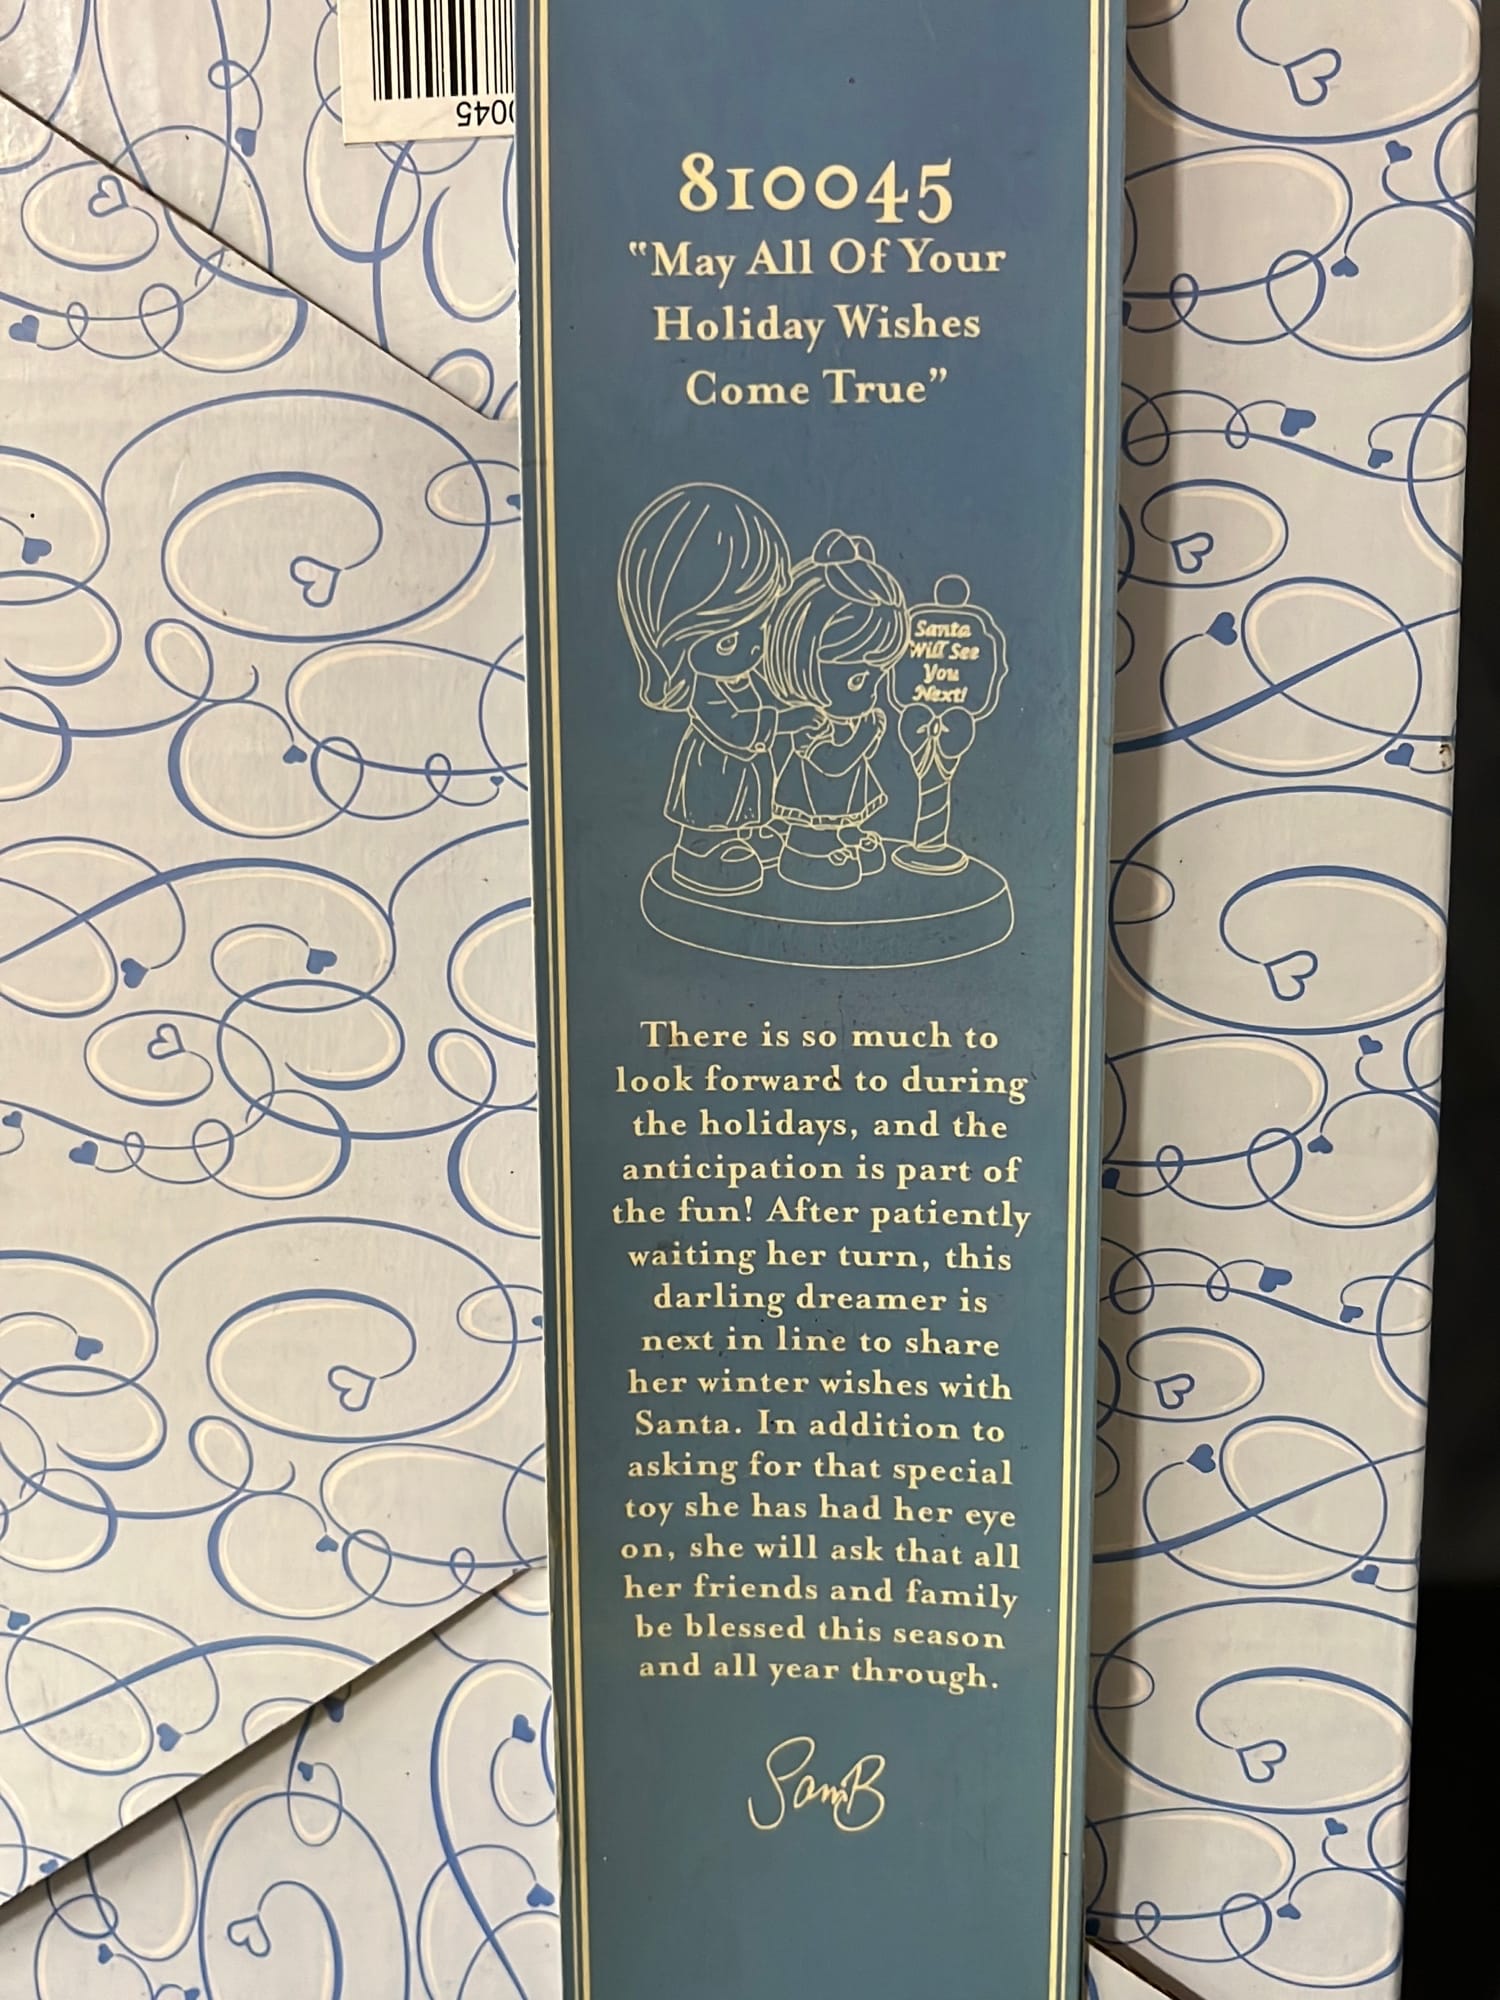 0045
810045
“May All Of Your
Holiday Wishes
Come True”
Santa
Will See
You
Next!
There is so much to
look forward to during
the holidays, and the
anticipation is part of
the fun! After patiently
waiting her turn, this
darling dreamer is
next in line to share
her winter wishes with
Santa. In addition to
asking for that special
toy she has had her eye
on, she will ask that all
her friends and family
be blessed this season
and all year through.
SamB